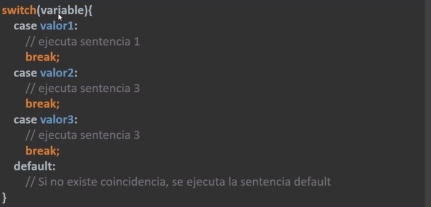 switch(variable){
case valor1:
// ejecuta sentencia 1
break;
case valor2:
// ejecuta sentencia 3
break;
case valor3:
// ejecuta sentencia 3
break;
default:
// Si no existe coincidencia, se ejecuta la sentencia default
}